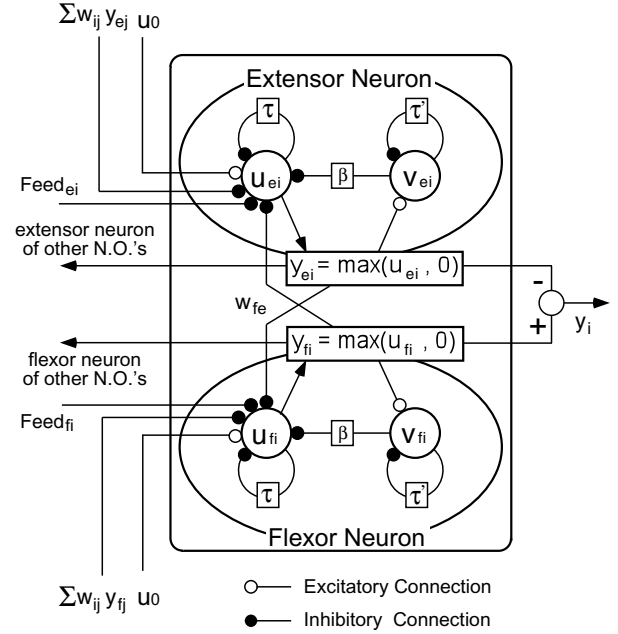 Σwij yej u0
Extensor Neuron
τ
τ'
uei
β
vei
Feedei
extensor neuron
of other N.O.'s
yei = max(uei , 0)
-
wfe
+
yi
yfi = max(ufi , 0)
flexor neuron
of other N.O.'s
Feedfi
ufi
β
vfi
τ
τ'
Flexor Neuron
Σwij yfj u0
Excitatory Connection
Inhibitory Connection